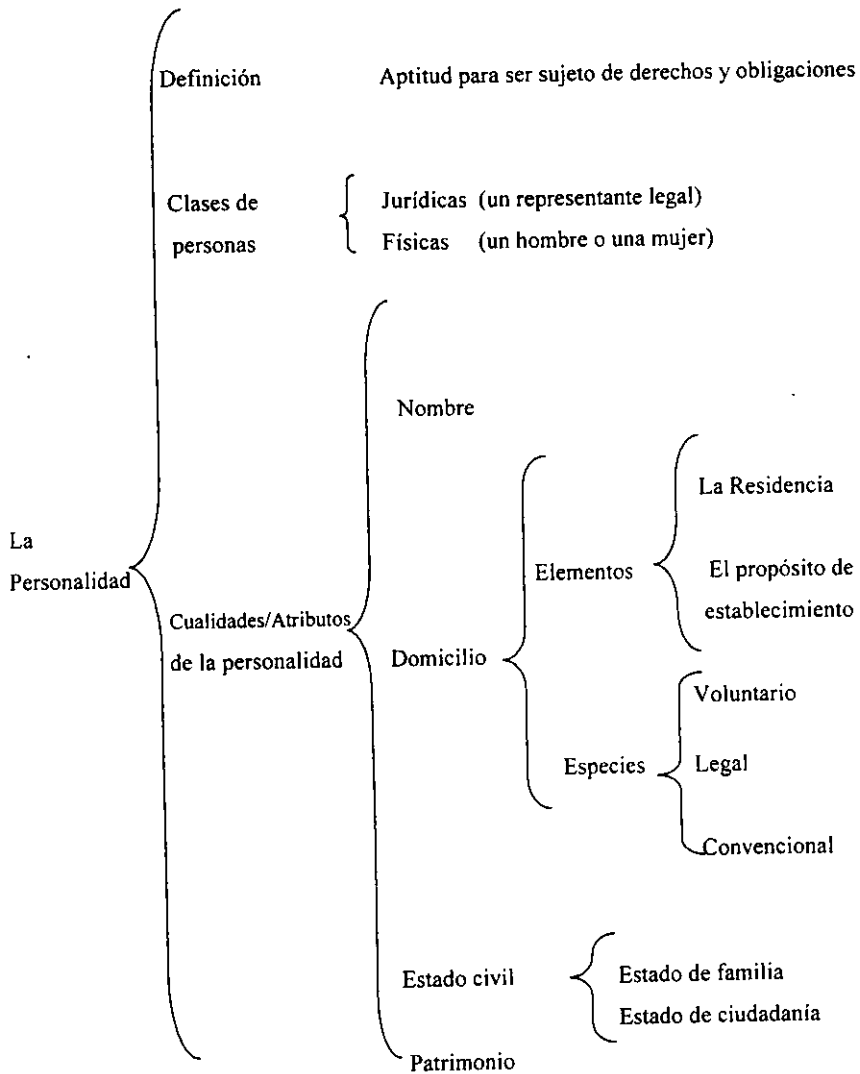 Definición
Aptitud para ser sujeto de derechos y obligaciones
Clases de
personas
Jurídicas (un representante legal)
Físicas (un hombre o una mujer)
Nombre
La Residencia
La
Personalidad
Elementos
El propósito de
establecimiento
Cualidades/Atributos
de la personalidad
Domicilio
Voluntario
Especies
Legal
Convencional
Estado civil
Estado de familia
Estado de ciudadanía
Patrimonio